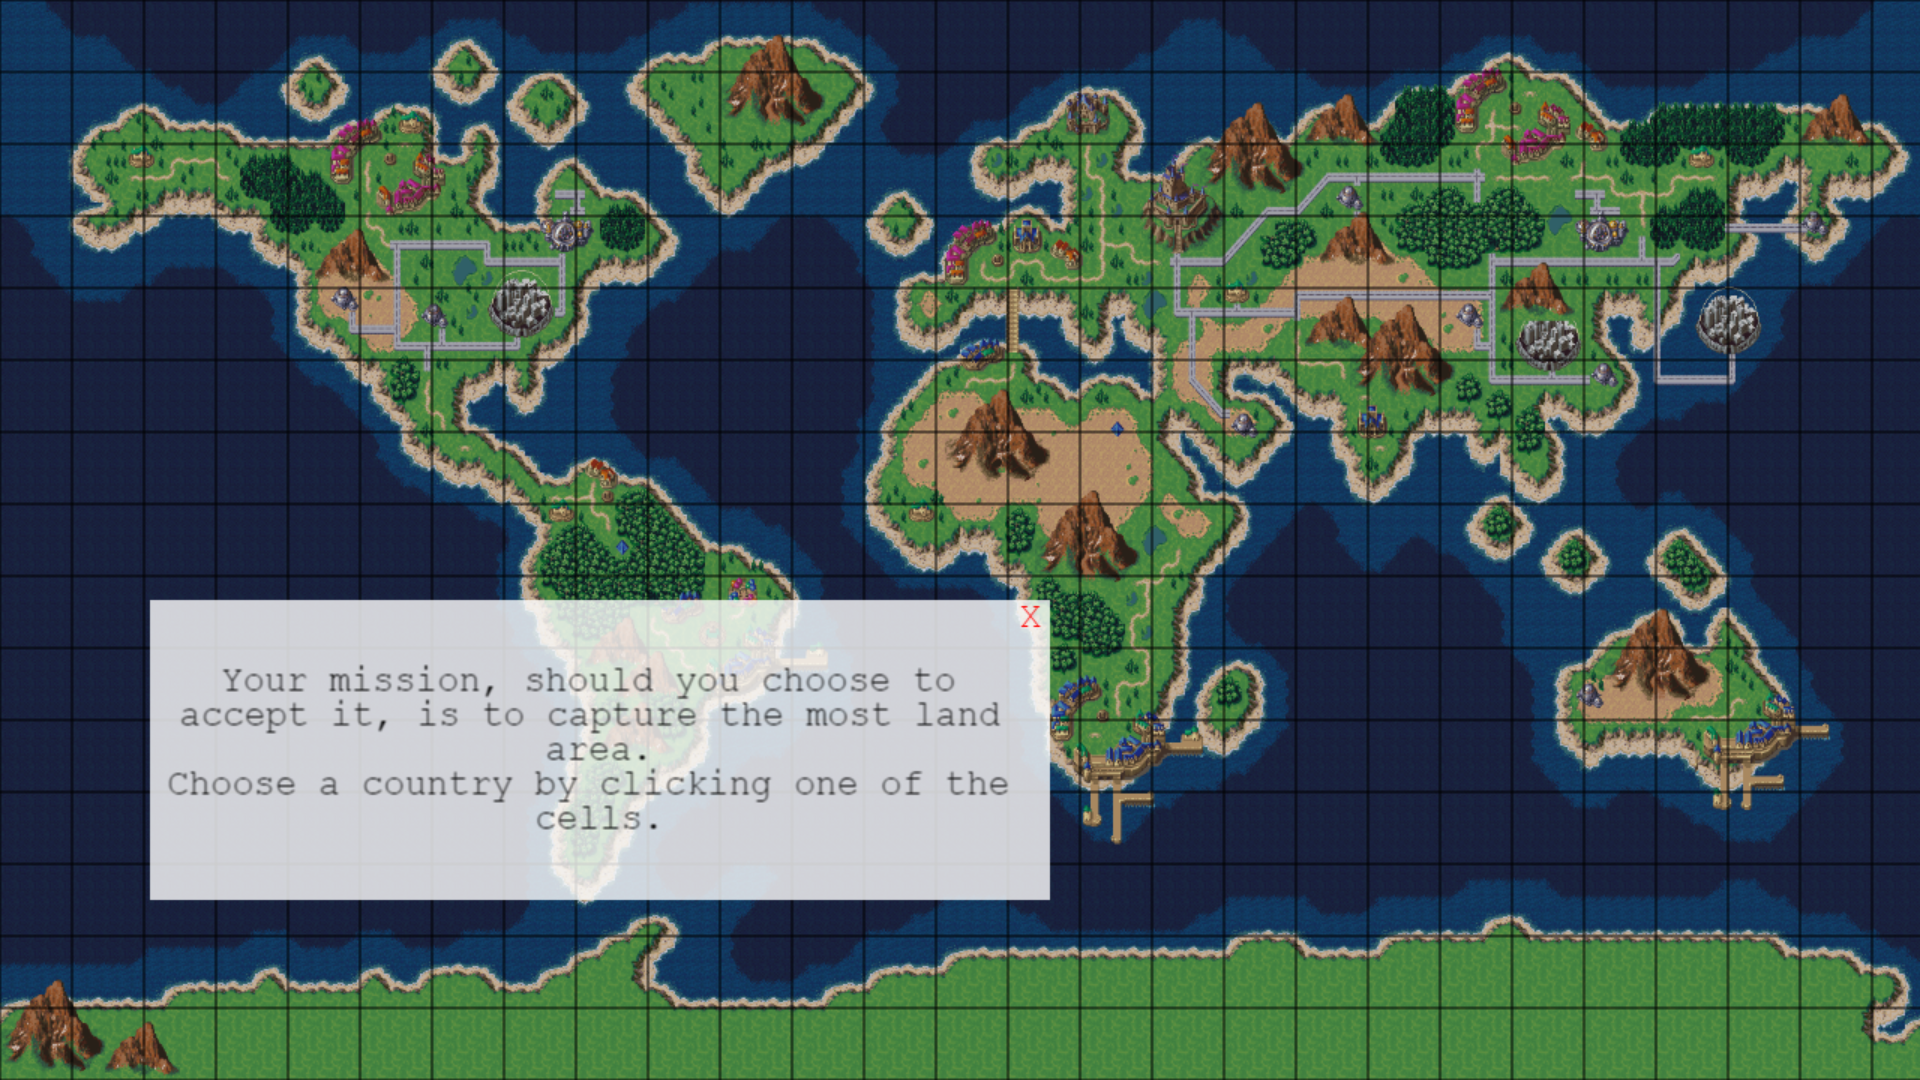 X
Your mission, should you choose to
accept it, is to capture the most land
area.
Choose a country by clicking one of the
cells.